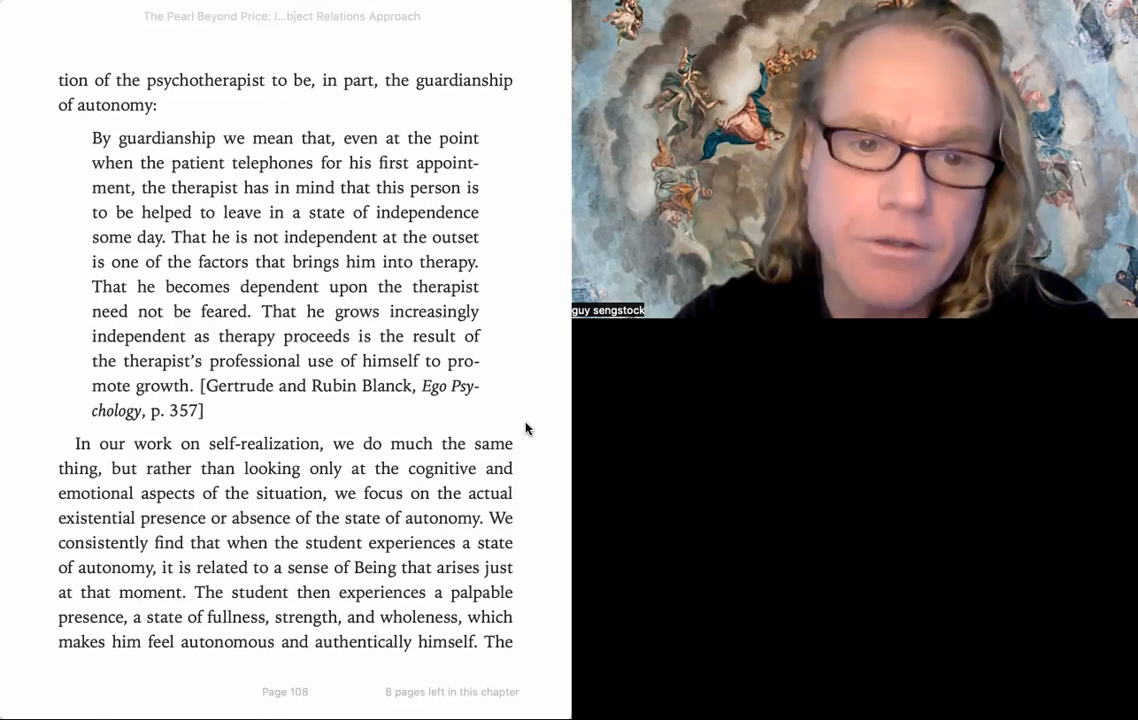 The Pearl Beyond Price: I...bject Relations Approach
tion of the psychotherapist to be, in part, the guardianship
of autonomy:
By guardianship we mean that, even at the point
when the patient telephones for his first appoint-
ment, the therapist has in mind that this person is
to be helped to leave in a state of independence
some day. That he is not independent at the outset
is one of the factors that brings him into therapy.
That he becomes dependent upon the therapist
need not be feared. That he grows increasingly
independent as therapy proceeds is the result of
the therapist’s professional use of himself to pro-
mote growth. [Gertrude and Rubin Blanck, Ego Psy-
chology, p. 357]
In our work on self-realization, we do much the same
thing, but rather than looking only at the cognitive and
emotional aspects of the situation, we focus on the actual
existential presence or absence of the state of autonomy. We
consistently find that when the student experiences a state
of autonomy, it is related to a sense of Being that arises just
at that moment. The student then experiences a palpable
presence, a state of fullness, strength, and wholeness, which
makes him feel autonomous and authentically himself. The
Page 108
8 pages left in this chapter
guy sengstock